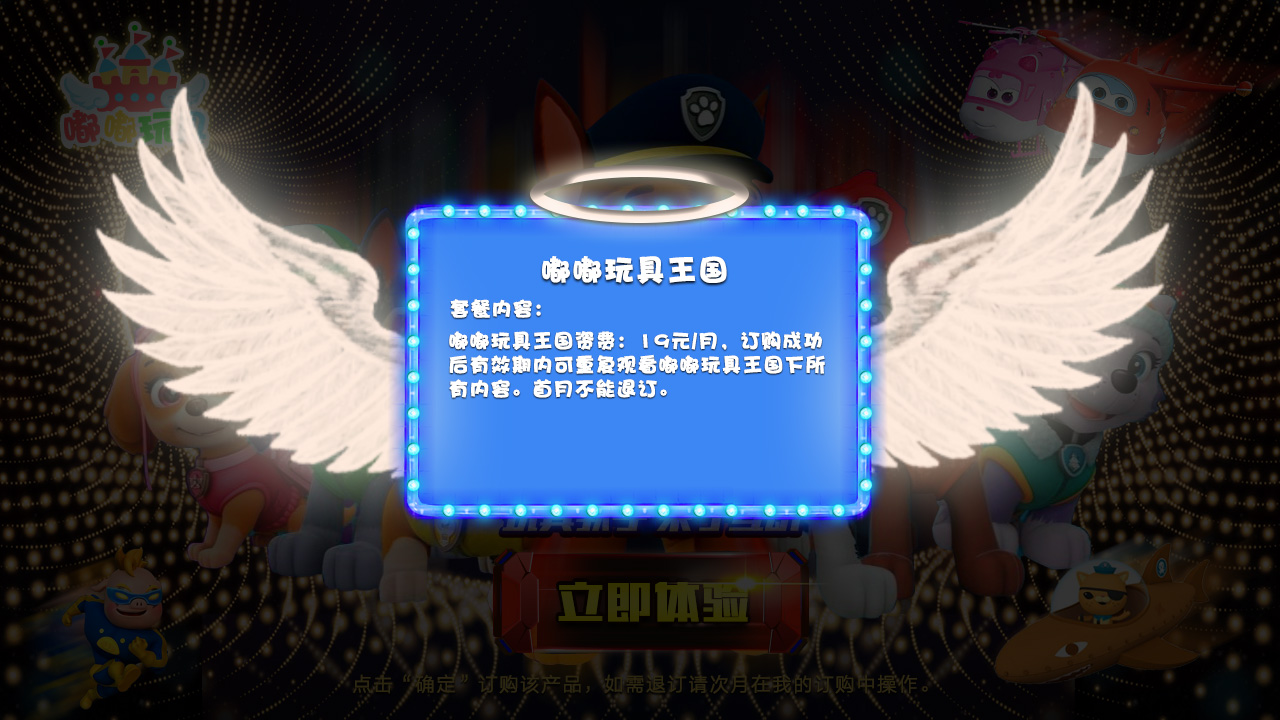 嘟嘟玩
嘟嘟玩具王国
套餐内容：
嘟嘟玩具王国资费：19元/月，订购成功
后有效期内可重复观看嘟嘟玩具王国下所
有内容。首月不能退订。
立即体验
点击“确定”订购该产品，如需退订请次月在我的订购中操作。